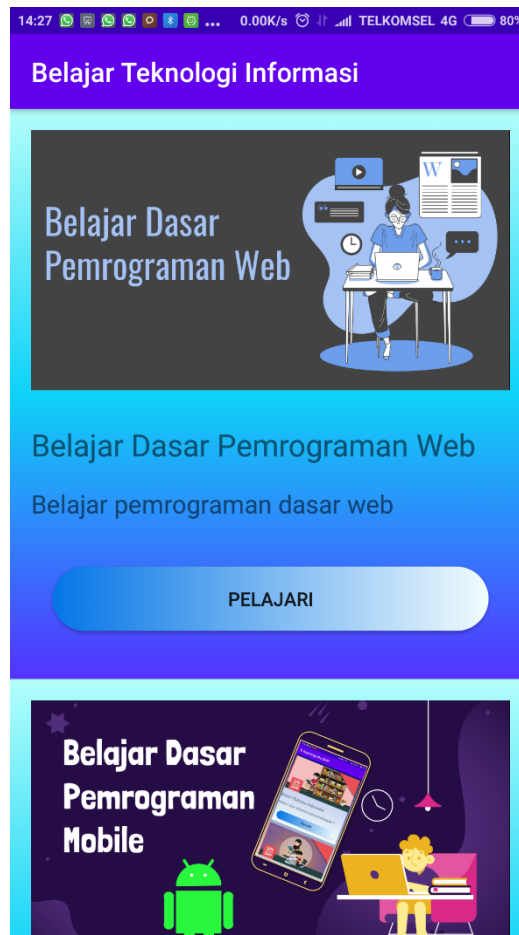 14:27 ... 0.00K/s TELKOMSEL 4G 80%
Belajar Teknologi Informasi
W
Belajar Dasar
Pemrograman Web
Belajar Dasar Pemrograman Web
Belajar pemrograman dasar web
PELAJARI
Belajar Dasar
Pemrograman
Mobile